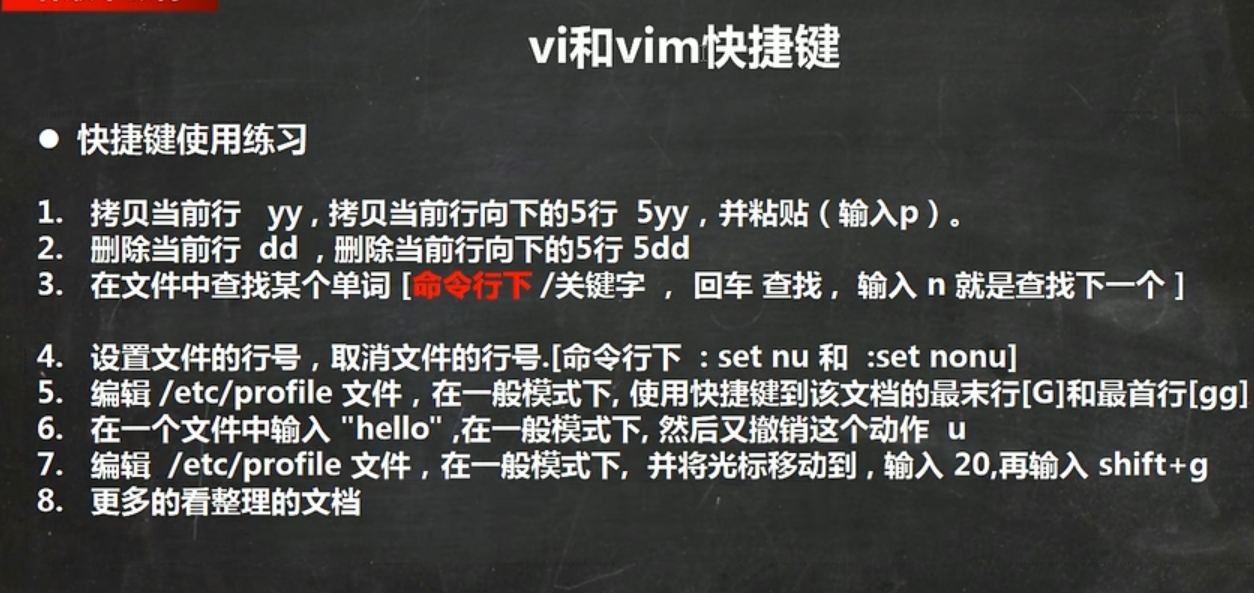 vi和vim快捷键
● 快捷键使用练习
1. 拷贝当前行 yy , 拷贝当前行向下的5行 5yy，并粘贴（输入p）。
2. 删除当前行 dd , 删除当前行向下的5行 5dd
3. 在文件中查找某个单词 [命令行下 /关键字 ， 回车 查找 , 输入 n 就是查找下一个 ]
4. 设置文件的行号，取消文件的行号.[命令行下 : set nu 和 :set nonu]
5. 编辑 /etc/profile 文件，在一般模式下, 使用快捷键到该文档的最末行[G]和最首行[gg]
6. 在一个文件中输入 "hello" ,在一般模式下, 然后又撤销这个动作 u
7. 编辑 /etc/profile 文件，在一般模式下, 并将光标移动到 , 输入 20,再输入 shift+g
8. 更多的看整理的文档